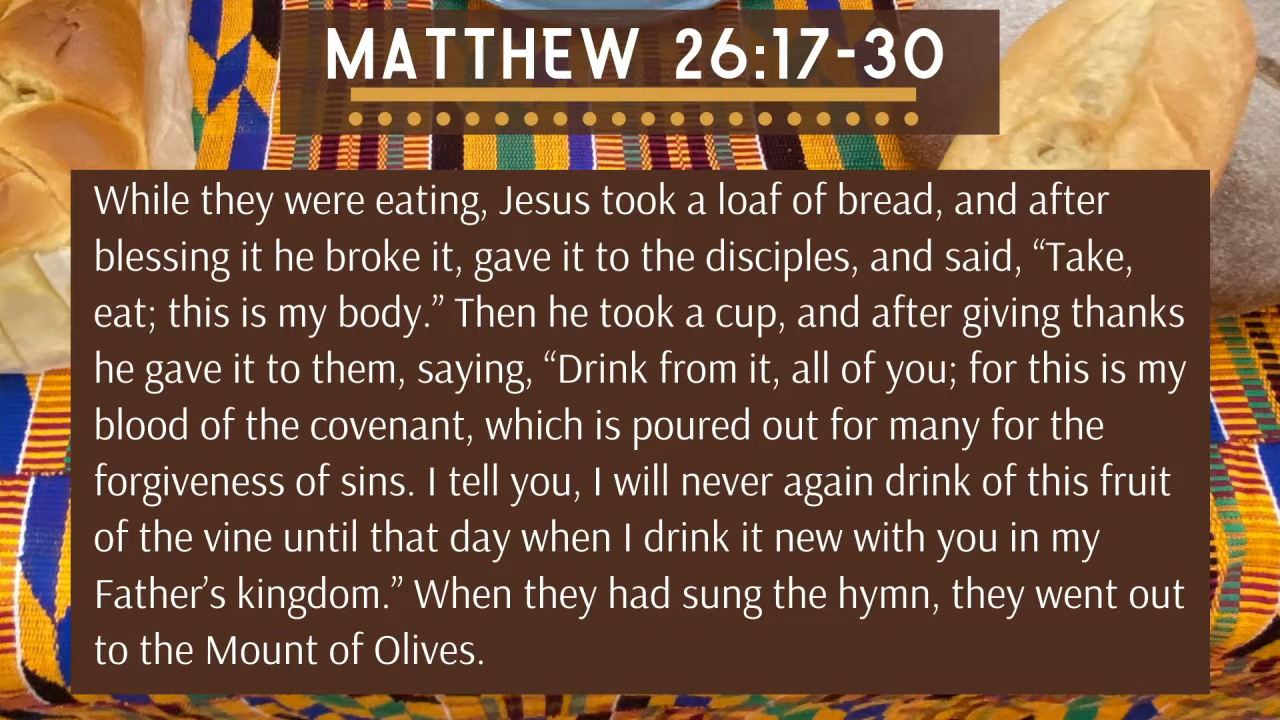 MATTHEW 26:17-30
While they were eating, Jesus took a loaf of bread, and after
blessing it he broke it, gave it to the disciples, and said, “Take,
eat; this is my body.” Then he took a cup, and after giving thanks
he gave it to them, saying, “Drink from it, all of you; for this is my
blood of the covenant, which is poured out for many for the
forgiveness of sins. I tell you, I will never again drink of this fruit
of the vine until that day when I drink it new with you in my
Father’s kingdom.” When they had sung the hymn, they went out
to the Mount of Olives.